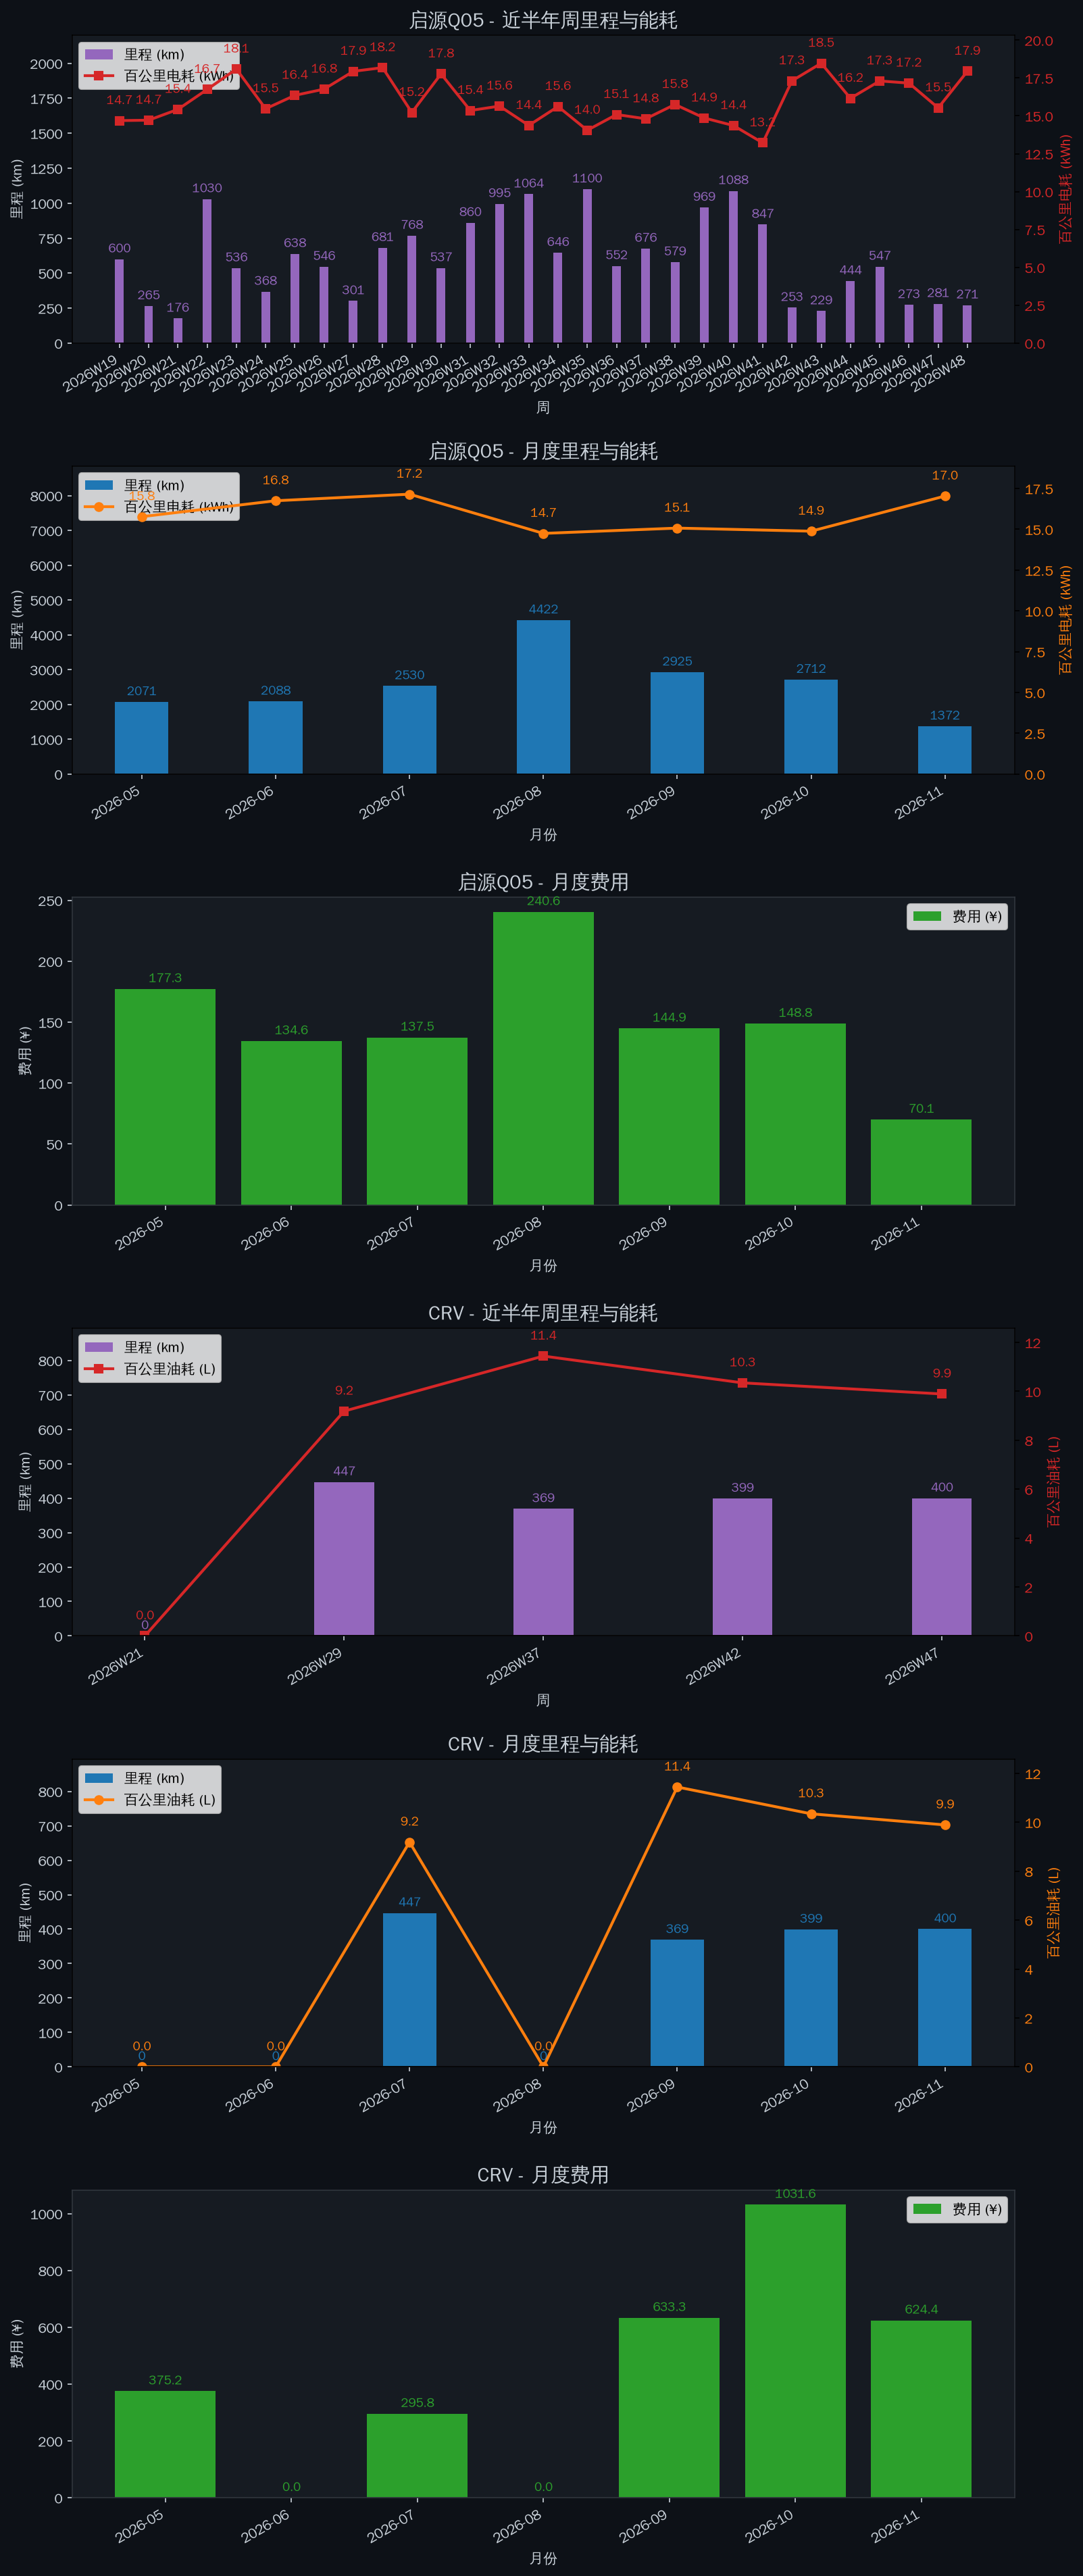 启源Q05 - 近半年周里程与能耗
里程 (km)
百公里电耗 (kWh)
14.7 14.7 15.4 16.7 18.1 15.5 16.4 16.8 17.9 18.2 15.2 17.8 15.4 15.6 14.4 15.6 14.0 15.1 14.8 15.8 14.9 14.4 13.2 17.3 18.5 16.2 17.3 17.2 15.5 17.9
600 265 176 1030 536 368 638 546 301 681 768 537 860 995 1064 646 1100 552 676 579 969 1088 847 253 229 444 547 273 281 271
里程 (km)
2000
1750
1500
1250
1000
750
500
250
0
百公里电耗 (kWh)
20.0
17.5
15.0
12.5
10.0
7.5
5.0
2.5
0.0
2026W19 2026W20 2026W21 2026W22 2026W23 2026W24 2026W25 2026W26 2026W27 2026W28 2026W29 2026W30 2026W31 2026W32 2026W33 2026W34 2026W35 2026W36 2026W37 2026W38 2026W39 2026W40 2026W41 2026W42 2026W43 2026W44 2026W45 2026W46 2026W47 2026W48
周
启源Q05 - 月度里程与能耗
里程 (km)
百公里电耗 (kWh)
15.8 16.8 17.2 14.7 15.1 14.9 17.0
2071 2088 2530 4422 2925 2712 1372
里程 (km)
8000
7000
6000
5000
4000
3000
2000
1000
0
百公里电耗 (kWh)
17.5
15.0
12.5
10.0
7.5
5.0
2.5
0.0
2026-05 2026-06 2026-07 2026-08 2026-09 2026-10 2026-11
月份
启源Q05 - 月度费用
费用 (¥)
177.3 134.6 137.5 240.6 144.9 148.8 70.1
费用 (¥)
250
200
150
100
50
0
2026-05 2026-06 2026-07 2026-08 2026-09 2026-10 2026-11
月份
CRV - 近半年周里程与能耗
里程 (km)
百公里油耗 (L)
0.0 9.2 11.4 10.3 9.9
0 447 369 399 400
里程 (km)
800
700
600
500
400
300
200
100
0
百公里油耗 (L)
12
10
8
6
4
2
0
2026W21 2026W29 2026W37 2026W42 2026W47
周
CRV - 月度里程与能耗
里程 (km)
百公里油耗 (L)
0.0 0.0 9.2 0.0 11.4 10.3 9.9
0 0 447 0 369 399 400
里程 (km)
800
700
600
500
400
300
200
100
0
百公里油耗 (L)
12
10
8
6
4
2
0
2026-05 2026-06 2026-07 2026-08 2026-09 2026-10 2026-11
月份
CRV - 月度费用
费用 (¥)
375.2 0.0 295.8 0.0 633.3 1031.6 624.4
费用 (¥)
1000
800
600
400
200
0
2026-05 2026-06 2026-07 2026-08 2026-09 2026-10 2026-11
月份